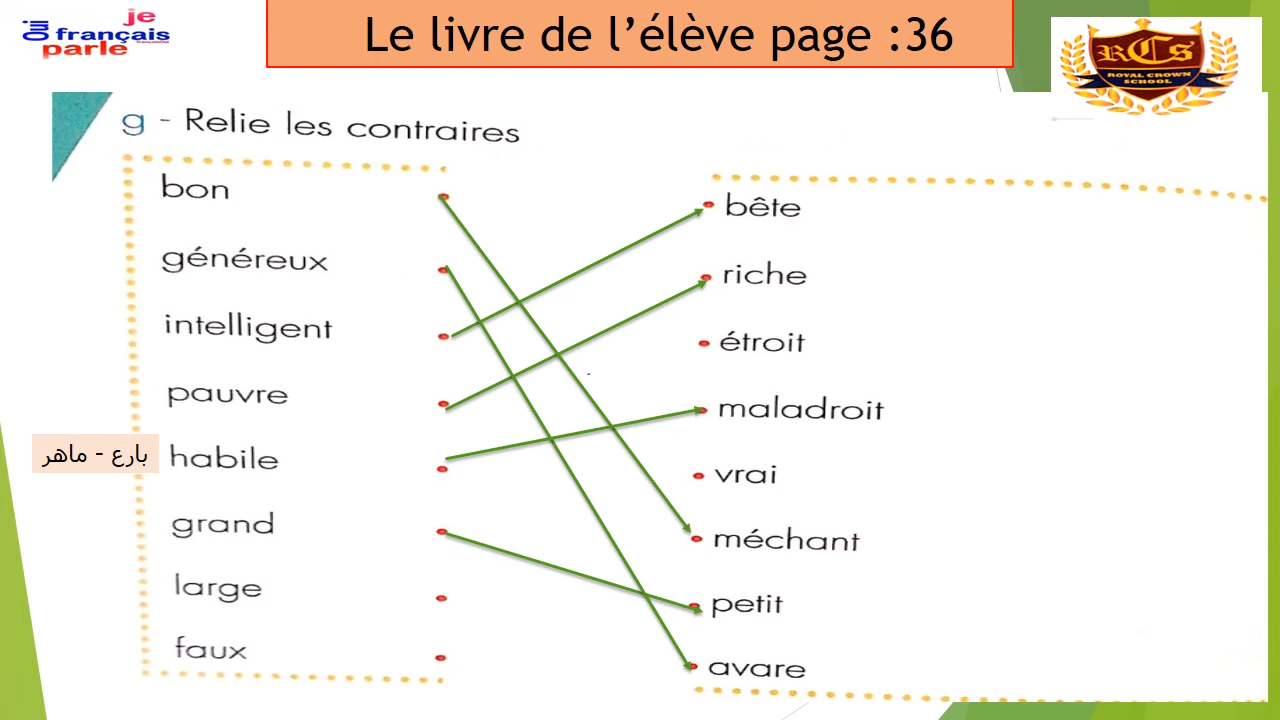 je
oui
français
parle
Le livre de l’élève page :36
RCS
ROYAL CROWN
SCHOOL
g - Relie les contraires
bon
généreux
intelligent
pauvre
habile
بارع - ماهر
grand
large
faux
bête
riche
étroit
maladroit
vrai
méchant
petit
avare